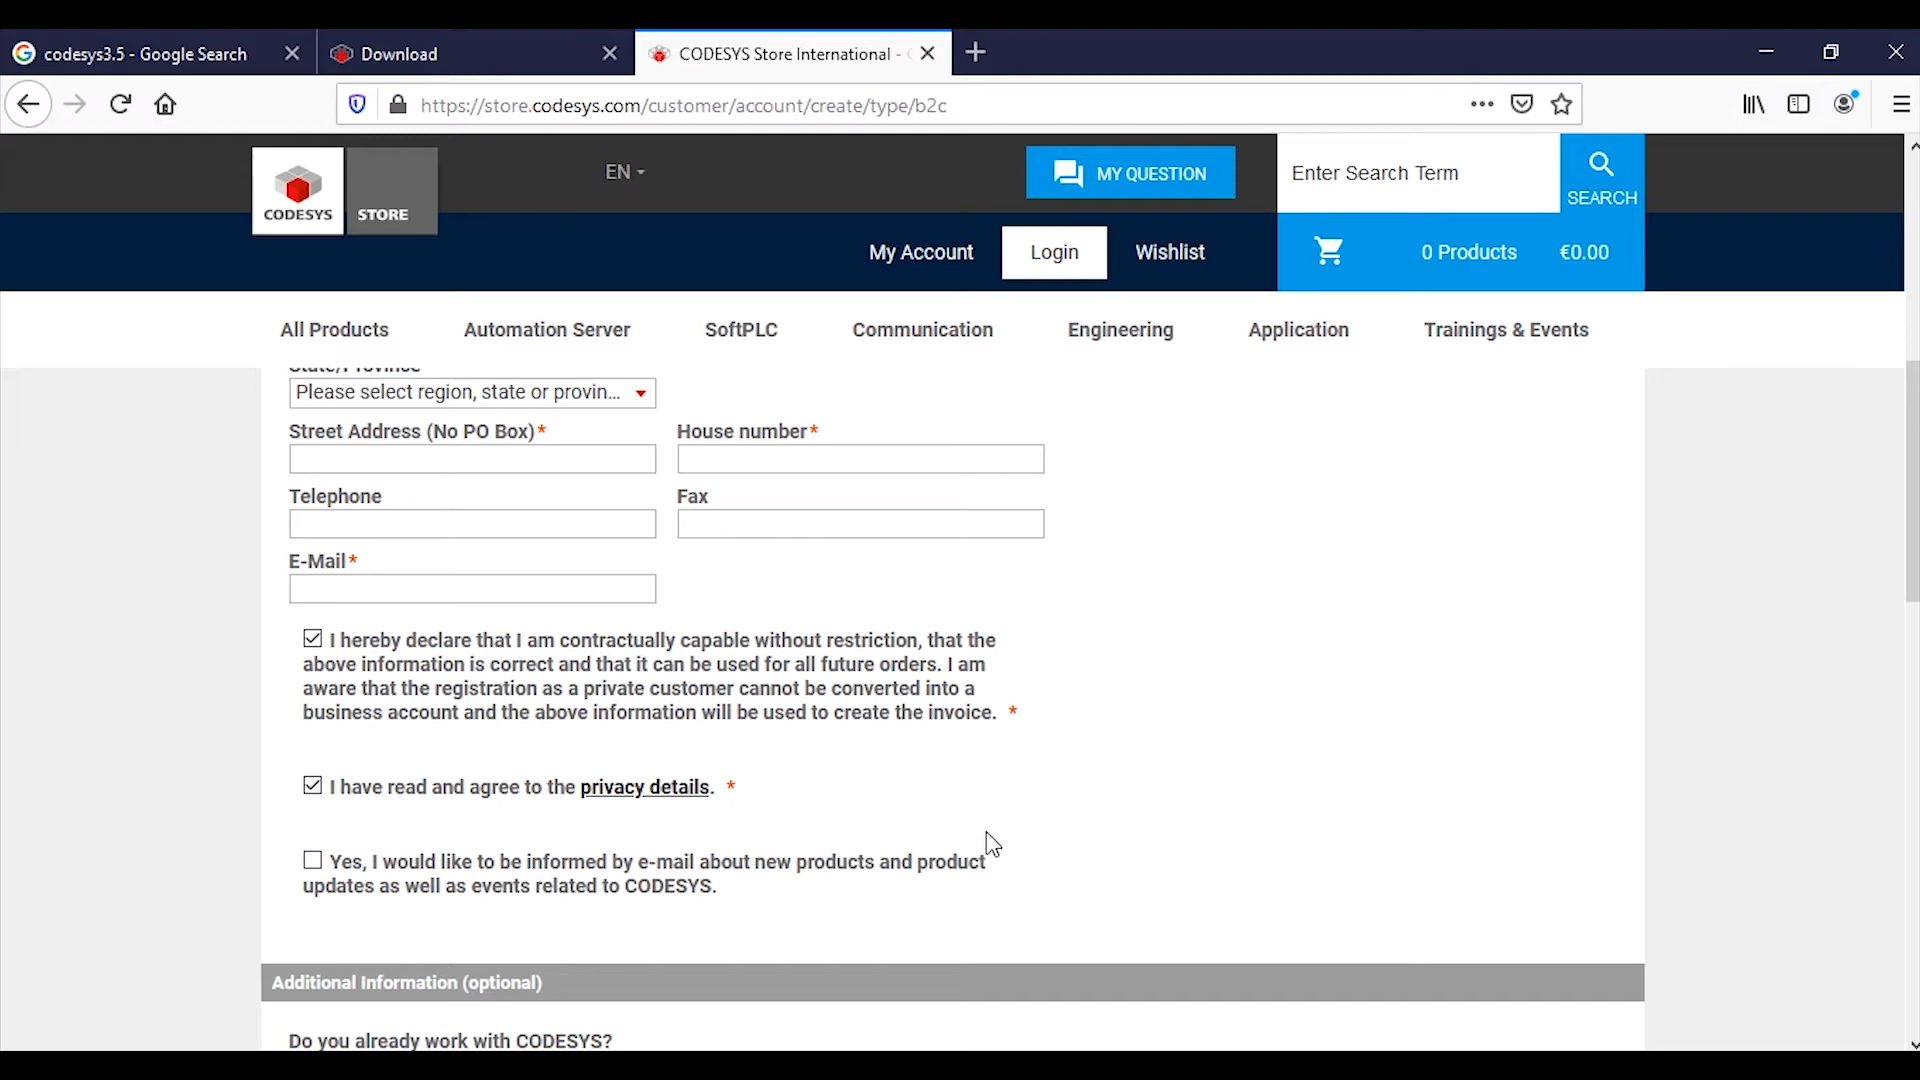 codesys3.5 - Google Search
Download
CODESYS Store International -
https://store.codesys.com/customer/account/create/type/b2c
CODESYS
STORE
EN
MY QUESTION
Enter Search Term
SEARCH
My Account
Login
Wishlist
0 Products
€0.00
All Products
Automation Server
SoftPLC
Communication
Engineering
Application
Trainings & Events
State/Province
Please select region, state or provin...
Street Address (No PO Box)*
House number*
Telephone
Fax
E-Mail*
I hereby declare that I am contractually capable without restriction, that the
above information is correct and that it can be used for all future orders. I am
aware that the registration as a private customer cannot be converted into a
business account and the above information will be used to create the invoice. *
I have read and agree to the privacy details. *
Yes, I would like to be informed by e-mail about new products and product
updates as well as events related to CODESYS.
Additional Information (optional)
Do you already work with CODESYS?